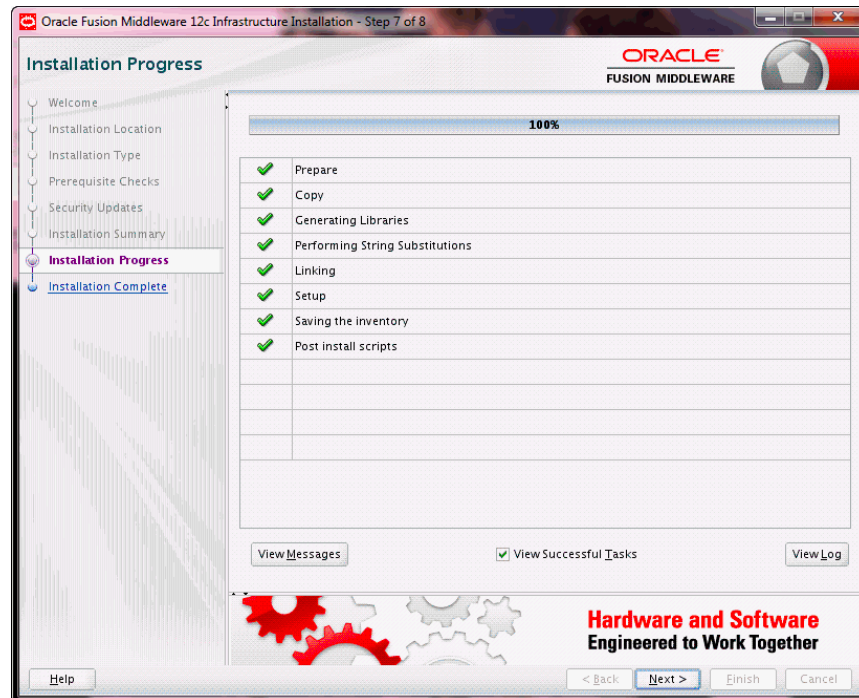 Oracle Fusion Middleware 12c Infrastructure Installation - Step 7 of 8
Installation Progress
ORACLE
FUSION MIDDLEWARE
Welcome
Installation Location
Installation Type
Prerequisite Checks
Security Updates
Installation Summary
Installation Progress
Installation Complete
100%
Prepare
Copy
Generating Libraries
Performing String Substitutions
Linking
Setup
Saving the inventory
Post install scripts
View Messages
View Successful Tasks
View Log
Hardware and Software
Engineered to Work Together
Help
< Back
Next >
Finish
Cancel